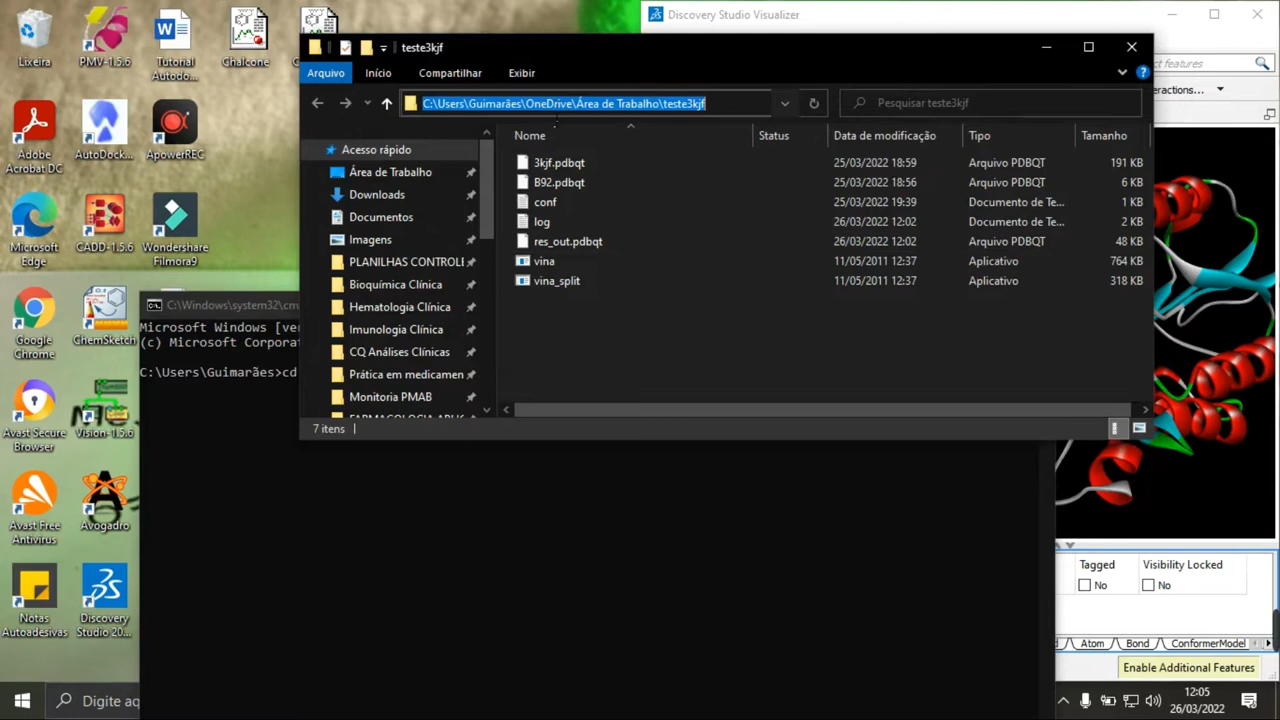 Discovery Studio Visualizer
ct features
eractions...
Lixeira
PMV-1.5.6
Tutorial
Autodo...
Chalcone
Adobe
Acrobat DC
AutoDock...
ApowerREC
Microsoft
Edge
CADD-1.5.6
Wondershare
Filmora9
Google
Chrome
ChemSketch
Avast Secure
Browser
Vision-1.5.6
Avast Free
Antivirus
Avogadro
Notas
Autoadesivas
Discovery
Studio 20...
teste3kjf
Arquivo
Início
Compartilhar
Exibir
C:\Users\Guimarães\OneDrive\Área de Trabalho\teste3kjf
Pesquisar teste3kjf
Nome
Status
Data de modificação
Tipo
Tamanho
Acesso rápido
Área de Trabalho
Downloads
Documentos
Imagens
PLANILHAS CONTROLE
Bioquímica Clínica
Hematologia Clínica
Imunologia Clínica
CQ Análises Clínicas
Prática em medicamen
Monitoria PMAB
3kjf.pdbqt 25/03/2022 18:59 Arquivo PDBQT 191 KB
B92.pdbqt 25/03/2022 18:56 Arquivo PDBQT 6 KB
conf 25/03/2022 19:39 Documento de Te... 1 KB
log 26/03/2022 12:02 Documento de Te... 2 KB
res_out.pdbqt 26/03/2022 12:02 Arquivo PDBQT 48 KB
vina 11/05/2011 12:37 Aplicativo 764 KB
vina_split 11/05/2011 12:37 Aplicativo 318 KB
7 itens
C:\Windows\system32\cm
Microsoft Windows [ver
(c) Microsoft Corporat
C:\Users\Guimarães>cd
Tagged
Visibility Locked
No
No
Atom
Bond
ConformerModel
Enable Additional Features
Digite aq
12:05
26/03/2022